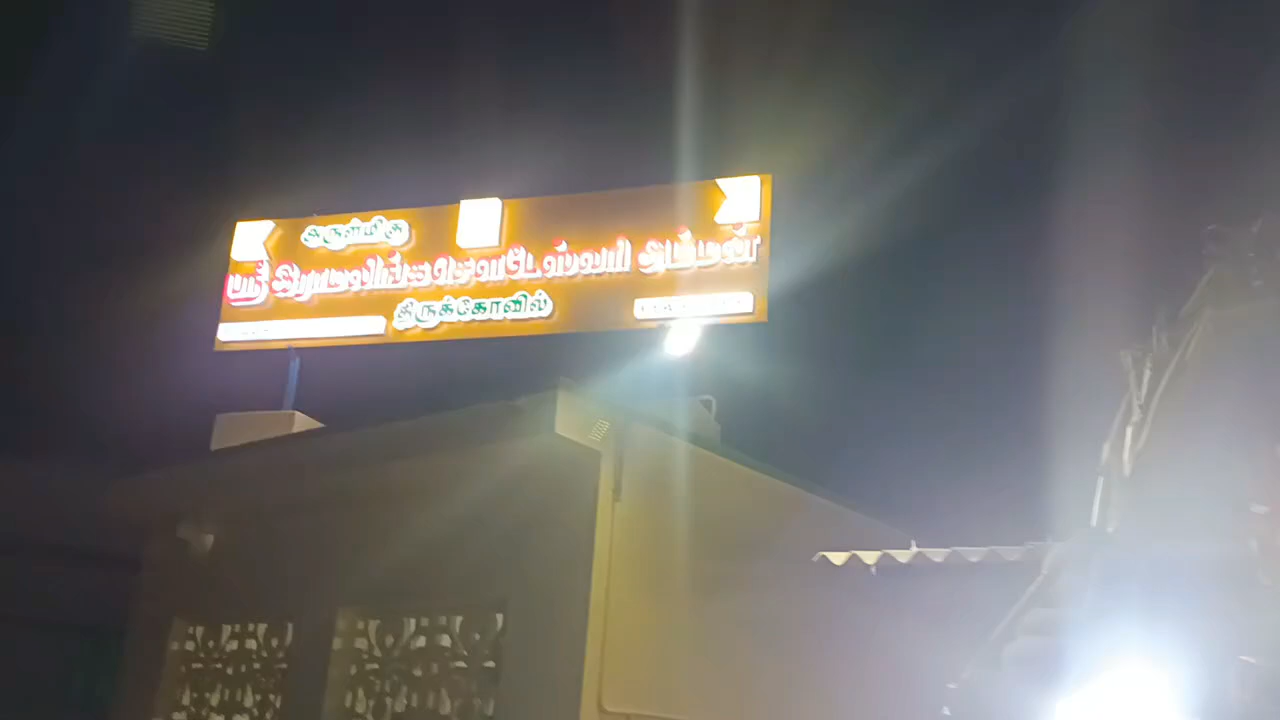 அருள்மிகு
ஸ்ரீ இராமலிங்க சௌடேஸ்வரி அம்மன்
திருக்கோவில்